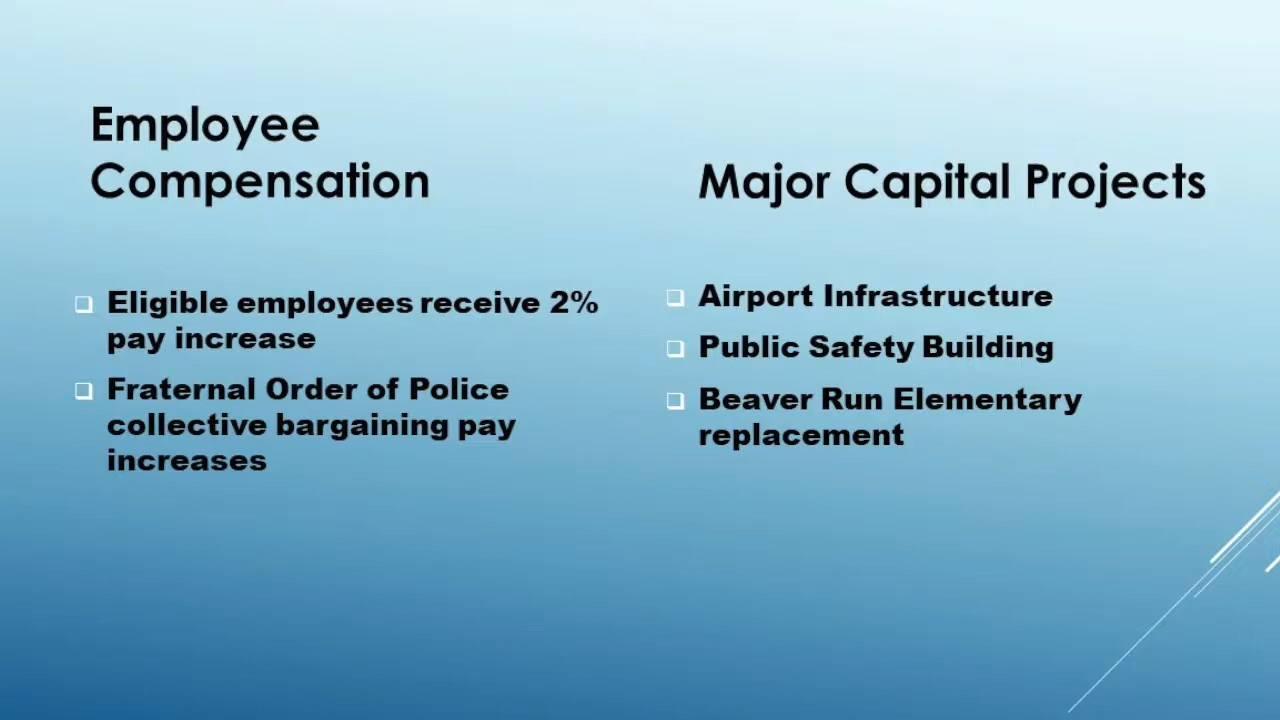 Employee
Compensation
Eligible employees receive 2%
pay increase
Fraternal Order of Police
collective bargaining pay
increases
Major Capital Projects
Airport Infrastructure
Public Safety Building
Beaver Run Elementary
replacement